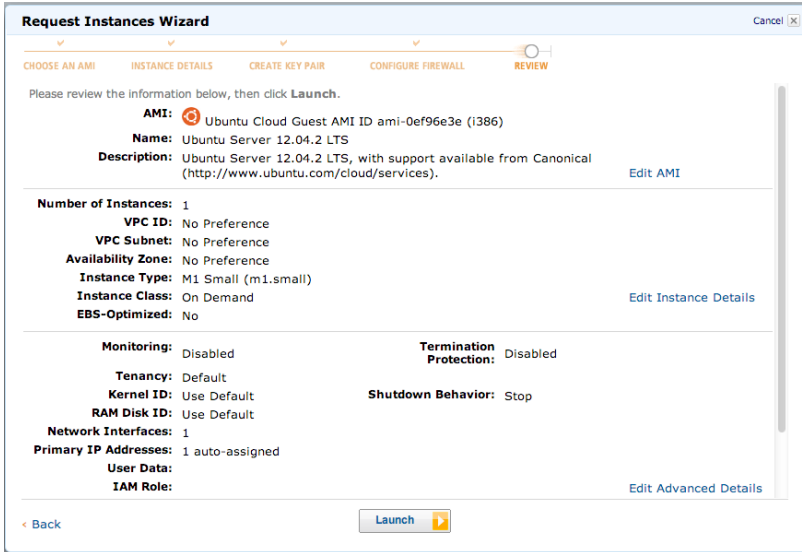 Request Instances Wizard
Cancel X
CHOOSE AN AMI INSTANCE DETAILS CREATE KEY PAIR CONFIGURE FIREWALL REVIEW
Please review the information below, then click Launch.
AMI: Ubuntu Cloud Guest AMI ID ami-0ef96e3e (i386)
Name: Ubuntu Server 12.04.2 LTS
Description: Ubuntu Server 12.04.2 LTS, with support available from Canonical
(http://www.ubuntu.com/cloud/services). Edit AMI
Number of Instances: 1
VPC ID: No Preference
VPC Subnet: No Preference
Availability Zone: No Preference
Instance Type: M1 Small (m1.small)
Instance Class: On Demand Edit Instance Details
EBS-Optimized: No
Monitoring: Disabled Termination
Protection: Disabled
Tenancy: Default
Kernel ID: Use Default Shutdown Behavior: Stop
RAM Disk ID: Use Default
Network Interfaces: 1
Primary IP Addresses: 1 auto-assigned
User Data:
IAM Role: Edit Advanced Details
‹ Back Launch